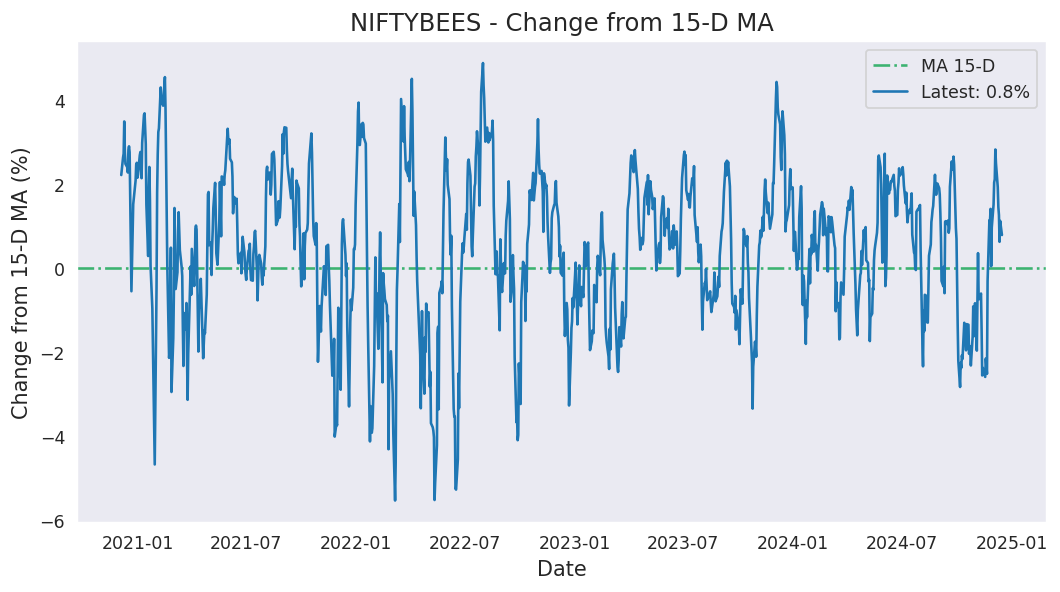 NIFTYBEES - Change from 15-D MA
MA 15-D
Latest: 0.8%
Change from 15-D MA (%)
4
2
0
−2
−4
−6
2021-01 2021-07 2022-01 2022-07 2023-01 2023-07 2024-01 2024-07 2025-01
Date